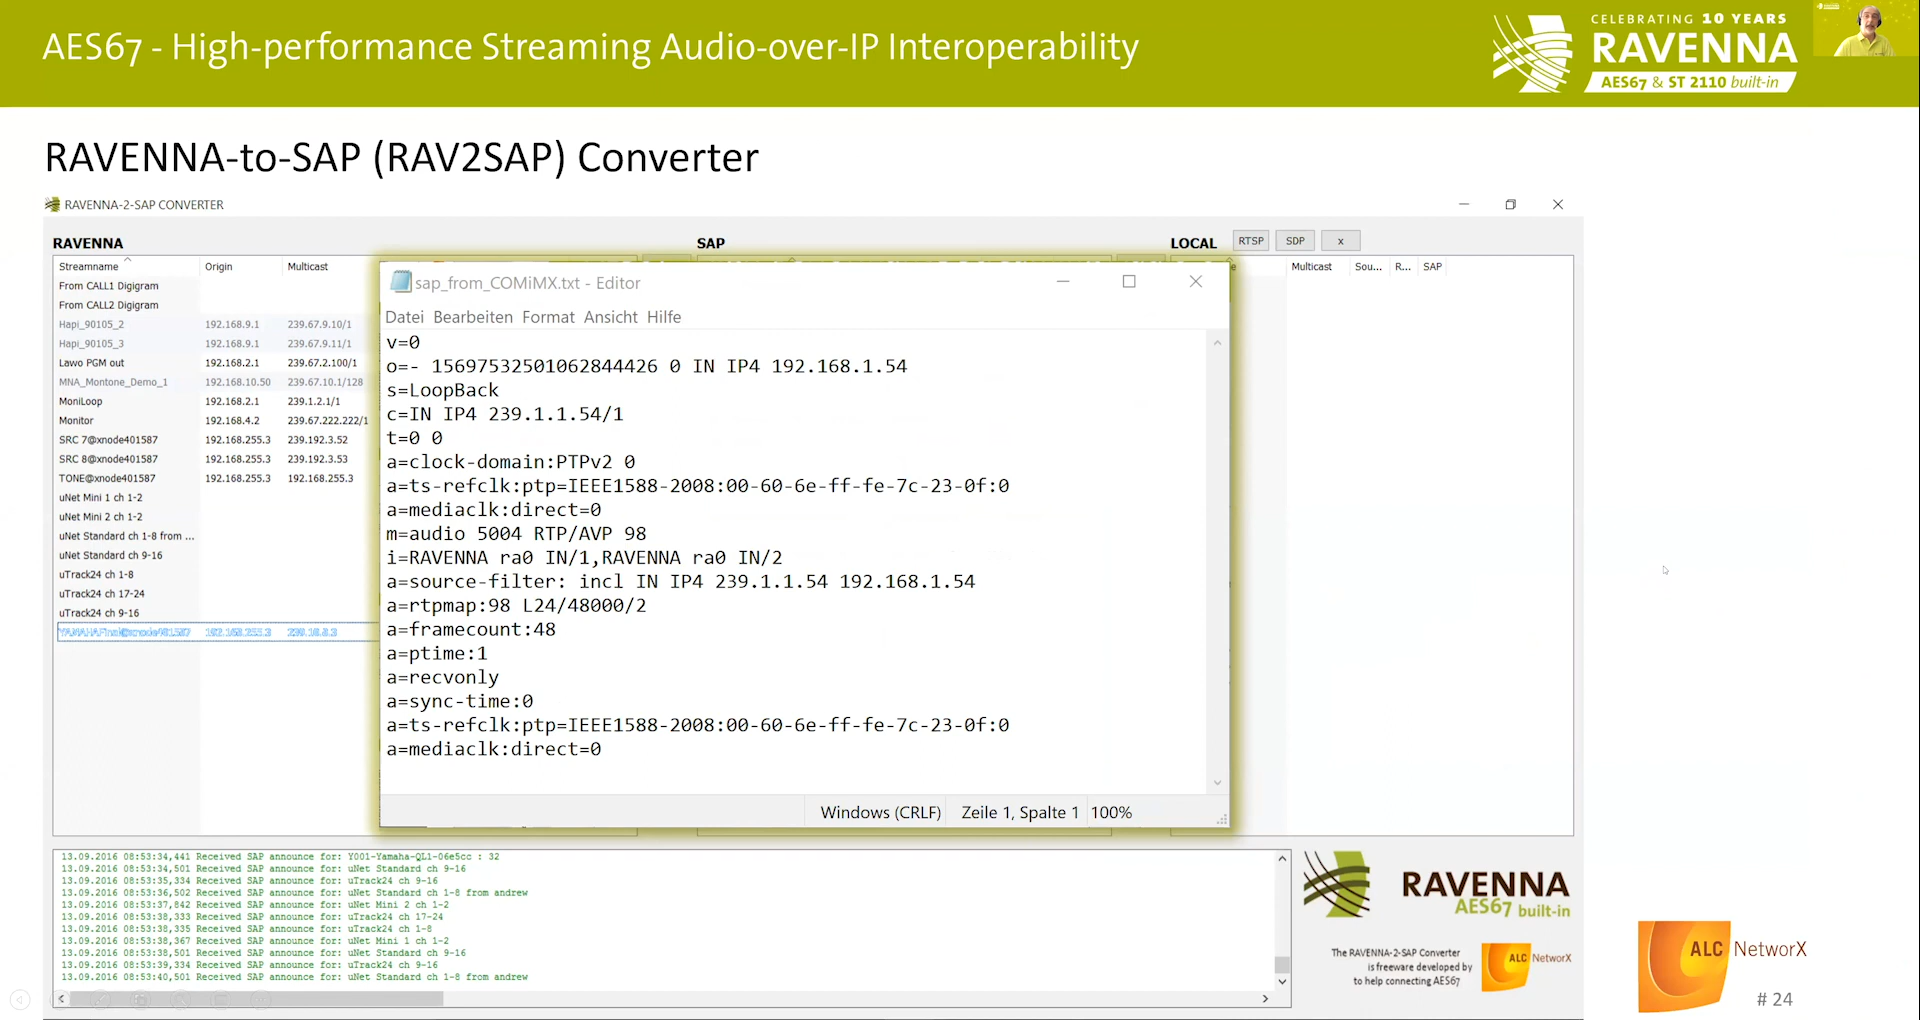 AES67 - High-performance Streaming Audio-over-IP Interoperability
CELEBRATING 10 YEARS
RAVENNA
AES67 & ST 2110 built-in
RAVENNA-to-SAP (RAV2SAP) Converter
RAVENNA-2-SAP CONVERTER
RAVENNA
SAP
LOCAL RTSP SDP x
Streamname Origin Multicast
Multicast Sou... R... SAP
From CALL1 Digigram
From CALL2 Digigram
Hapi_90105_2 192.168.9.1 239.67.9.10/1
Hapi_90105_3 192.168.9.1 239.67.9.11/1
Lawo PGM out 192.168.2.1 239.67.2.100/1
MNA_Montone_Demo_1 192.168.10.50 239.67.10.1/128
MoniLoop 192.168.2.1 239.1.2.1/1
Monitor 192.168.4.2 239.67.222.222/1
SRC 7@xnode401587 192.168.255.3 239.192.3.52
SRC 8@xnode401587 192.168.255.3 239.192.3.53
TONE@xnode401587 192.168.255.3 192.168.255.3
uNet Mini 1 ch 1-2
uNet Mini 2 ch 1-2
uNet Standard ch 1-8 from ...
uNet Standard ch 9-16
uTrack24 ch 1-8
uTrack24 ch 17-24
uTrack24 ch 9-16
192.168.255.3
sap_from_COMiMX.txt - Editor
Datei Bearbeiten Format Ansicht Hilfe
v=0
o=- 15697532501062844426 0 IN IP4 192.168.1.54
s=LoopBack
c=IN IP4 239.1.1.54/1
t=0 0
a=clock-domain:PTPv2 0
a=ts-refclk:ptp=IEEE1588-2008:00-60-6e-ff-fe-7c-23-0f:0
a=mediaclk:direct=0
m=audio 5004 RTP/AVP 98
i=RAVENNA ra0 IN/1,RAVENNA ra0 IN/2
a=source-filter: incl IN IP4 239.1.1.54 192.168.1.54
a=rtpmap:98 L24/48000/2
a=framecount:48
a=ptime:1
a=recvonly
a=sync-time:0
a=ts-refclk:ptp=IEEE1588-2008:00-60-6e-ff-fe-7c-23-0f:0
a=mediaclk:direct=0
Windows (CRLF) Zeile 1, Spalte 1 100%
13.09.2016 08:53:34,441 Received SAP announce for: Y001-Yamaha-QL1-06e5cc : 32
13.09.2016 08:53:34,501 Received SAP announce for: uNet Standard ch 9-16
13.09.2016 08:53:35,334 Received SAP announce for: uTrack24 ch 9-16
13.09.2016 08:53:36,502 Received SAP announce for: uNet Standard ch 1-8 from andrew
13.09.2016 08:53:37,842 Received SAP announce for: uNet Mini 2 ch 1-2
13.09.2016 08:53:38,333 Received SAP announce for: uTrack24 ch 17-24
13.09.2016 08:53:38,335 Received SAP announce for: uTrack24 ch 1-8
13.09.2016 08:53:38,367 Received SAP announce for: uNet Mini 1 ch 1-2
13.09.2016 08:53:38,501 Received SAP announce for: uNet Standard ch 9-16
13.09.2016 08:53:39,334 Received SAP announce for: uTrack24 ch 9-16
13.09.2016 08:53:40,501 Received SAP announce for: uNet Standard ch 1-8 from andrew
RAVENNA
AES67 built-in
The RAVENNA-2-SAP Converter
is freeware developed by
to help connecting AES67
ALC NetworX
ALC NetworX
# 24